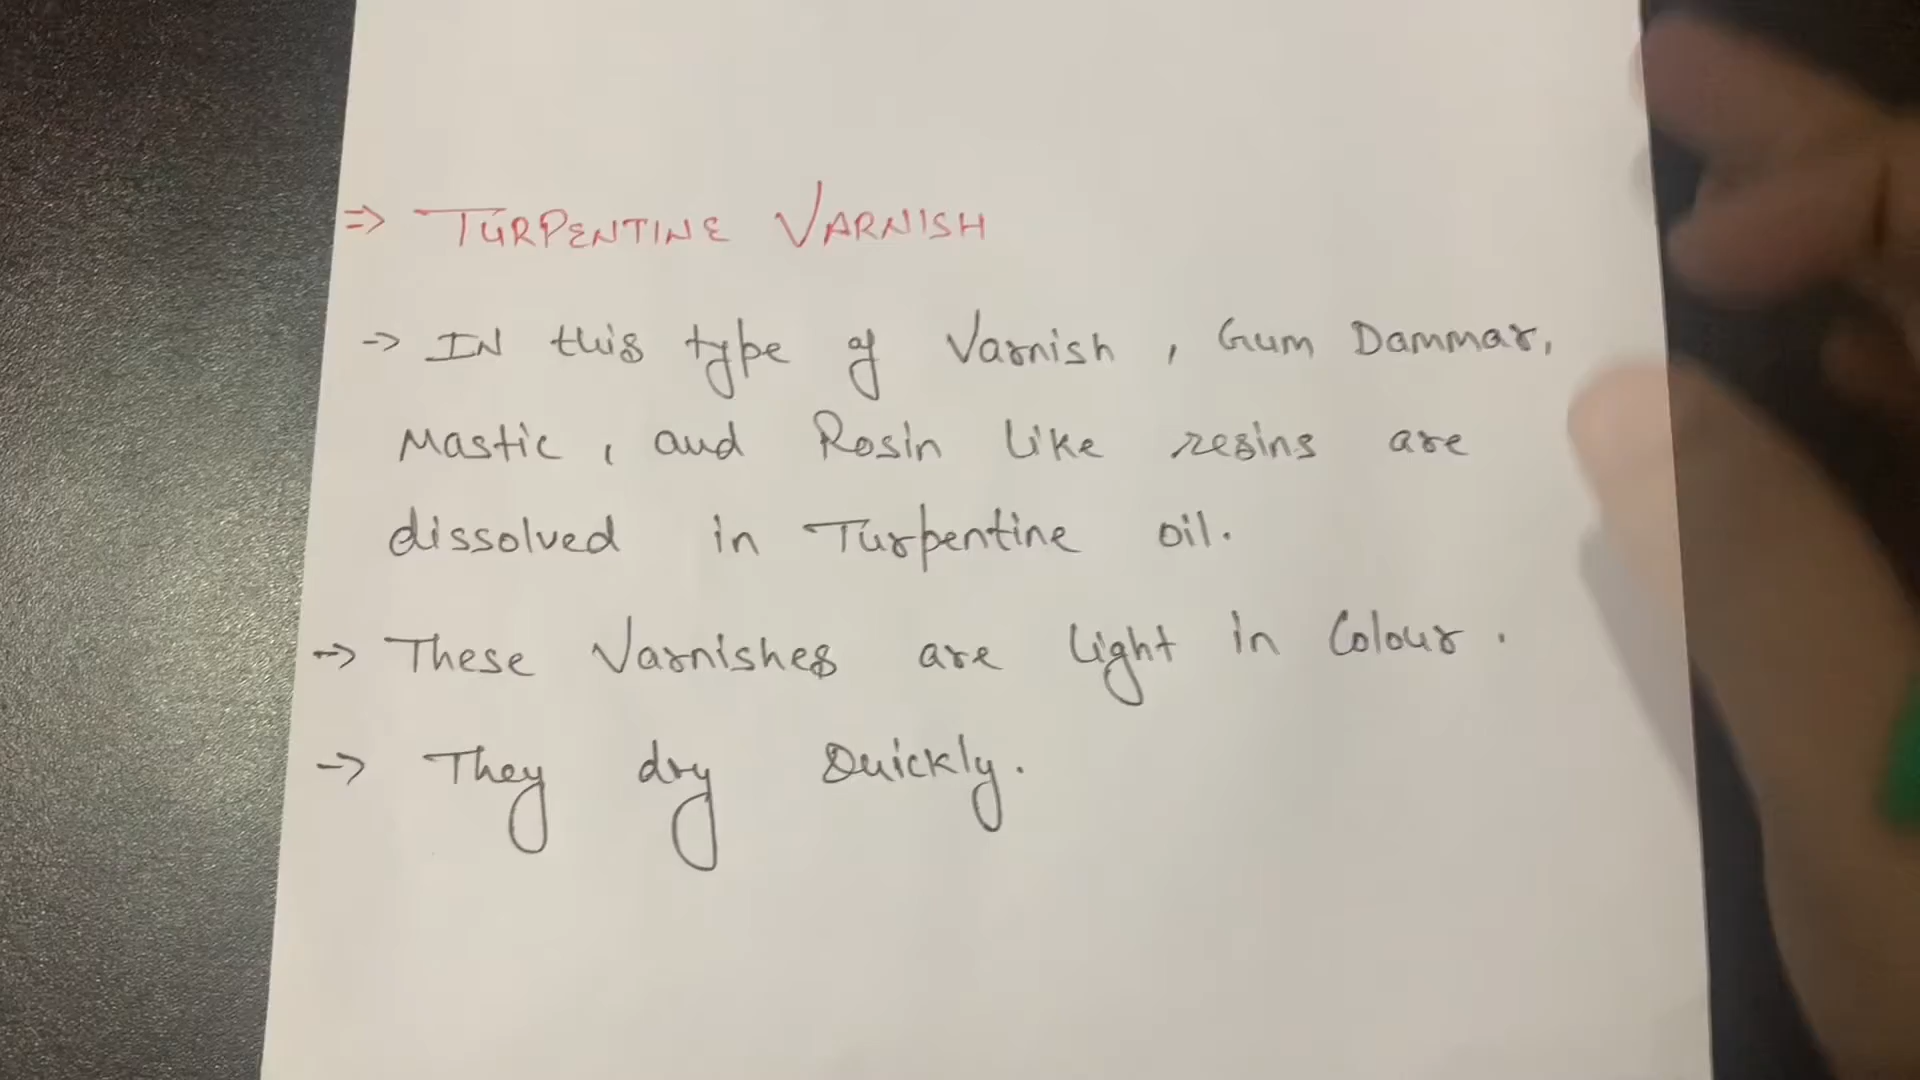 ⇒ TURPENTINE VARNISH
→ IN this type of Varnish, Gum Dammar,
Mastic, and Rosin like resins are
dissolved in Turpentine oil.
→ These Varnishes are light in Colour.
→ They dry Quickly.